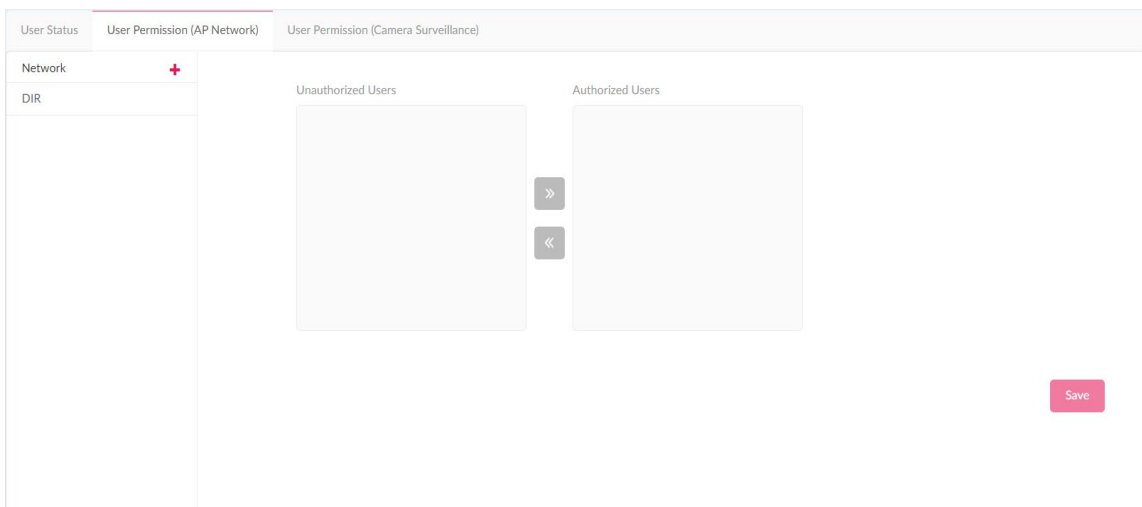 User Status
User Permission (AP Network)
User Permission (Camera Surveillance)
Network
DIR
Unauthorized Users
Authorized Users
Save